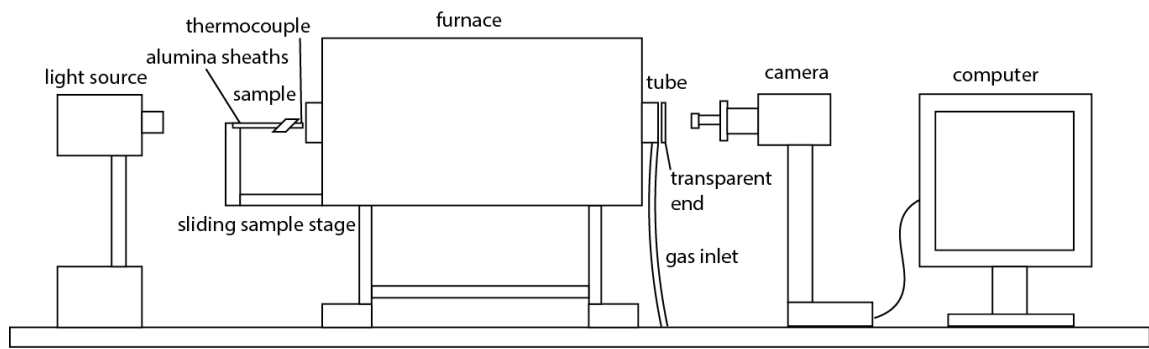 furnace
thermocouple
alumina sheaths
light source
sample
tube
camera
computer
transparent
end
sliding sample stage
gas inlet